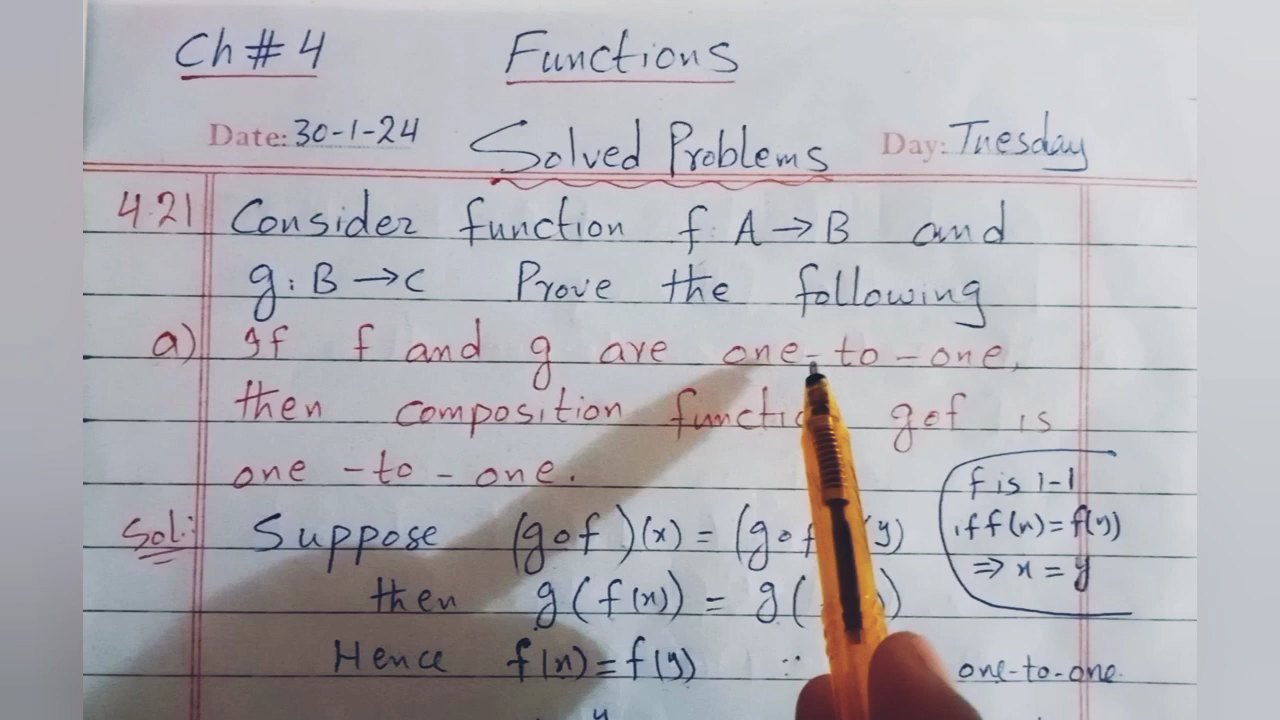 Ch # 4 Functions
Date: 30-1-24 Solved Problems Day: Tuesday
4.21 Consider function f: A → B and
g: B → C Prove the following
a) If f and g are one-to-one,
then composition functio gof is
one-to-one.
f is 1-1
if f(x) = f(y)
⇒ x = y
Sol: Suppose (gof)(x) = (gof y)
then g(f(x)) = g( )
Hence f(x) = f(y) ∵ one-to-one.